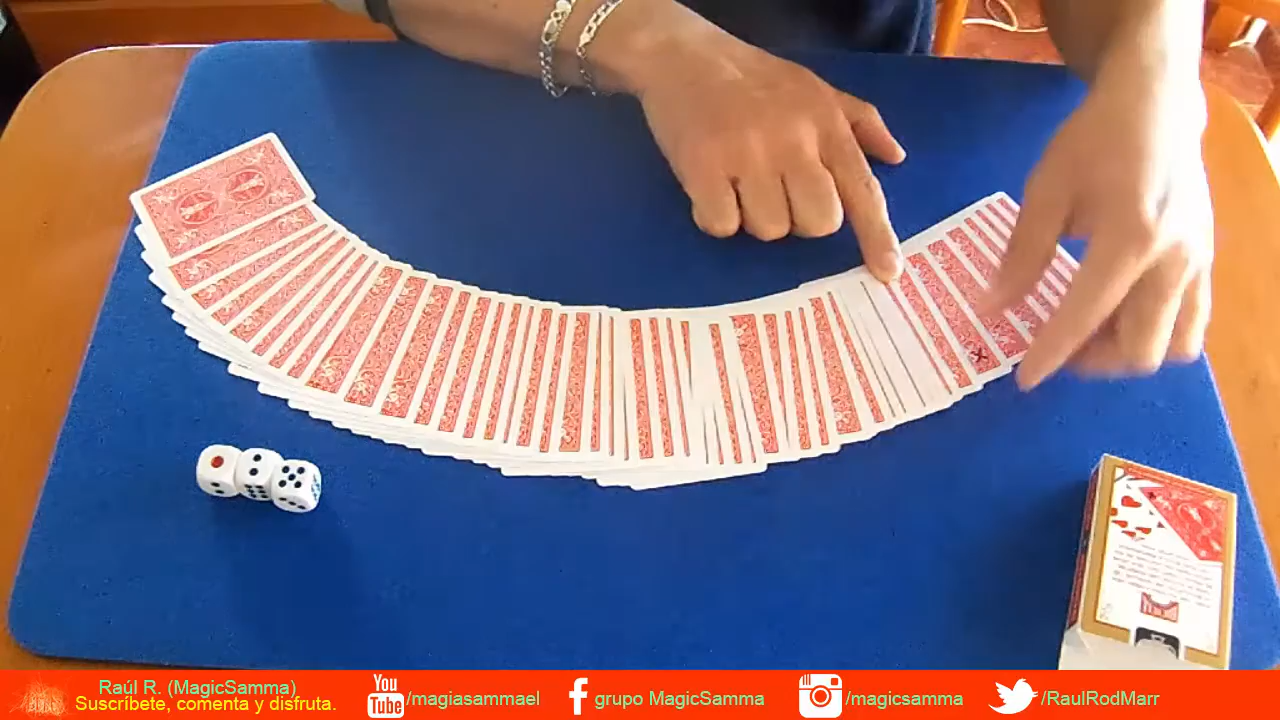 Raúl R. (MagicSamma)
Suscríbete, comenta y disfruta.
You
Tube
/magiasammael
grupo MagicSamma
/magicsamma
/RaulRodMarr